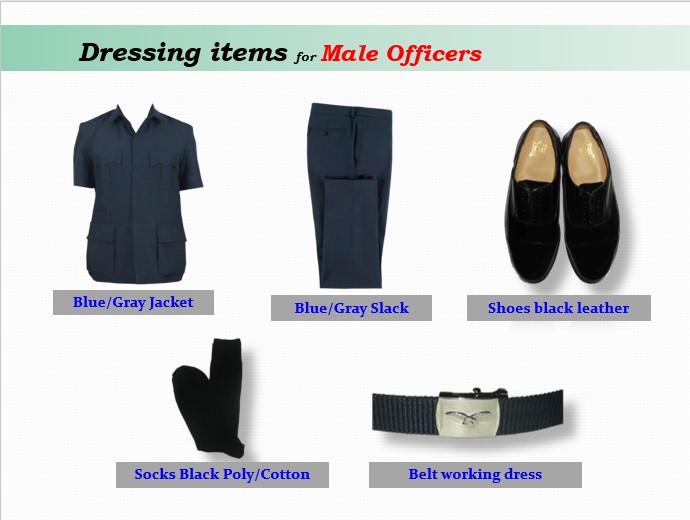 Dressing items for Male Officers
Blue/Gray Jacket
Blue/Gray Slack
Shoes black leather
Socks Black Poly/Cotton
Belt working dress